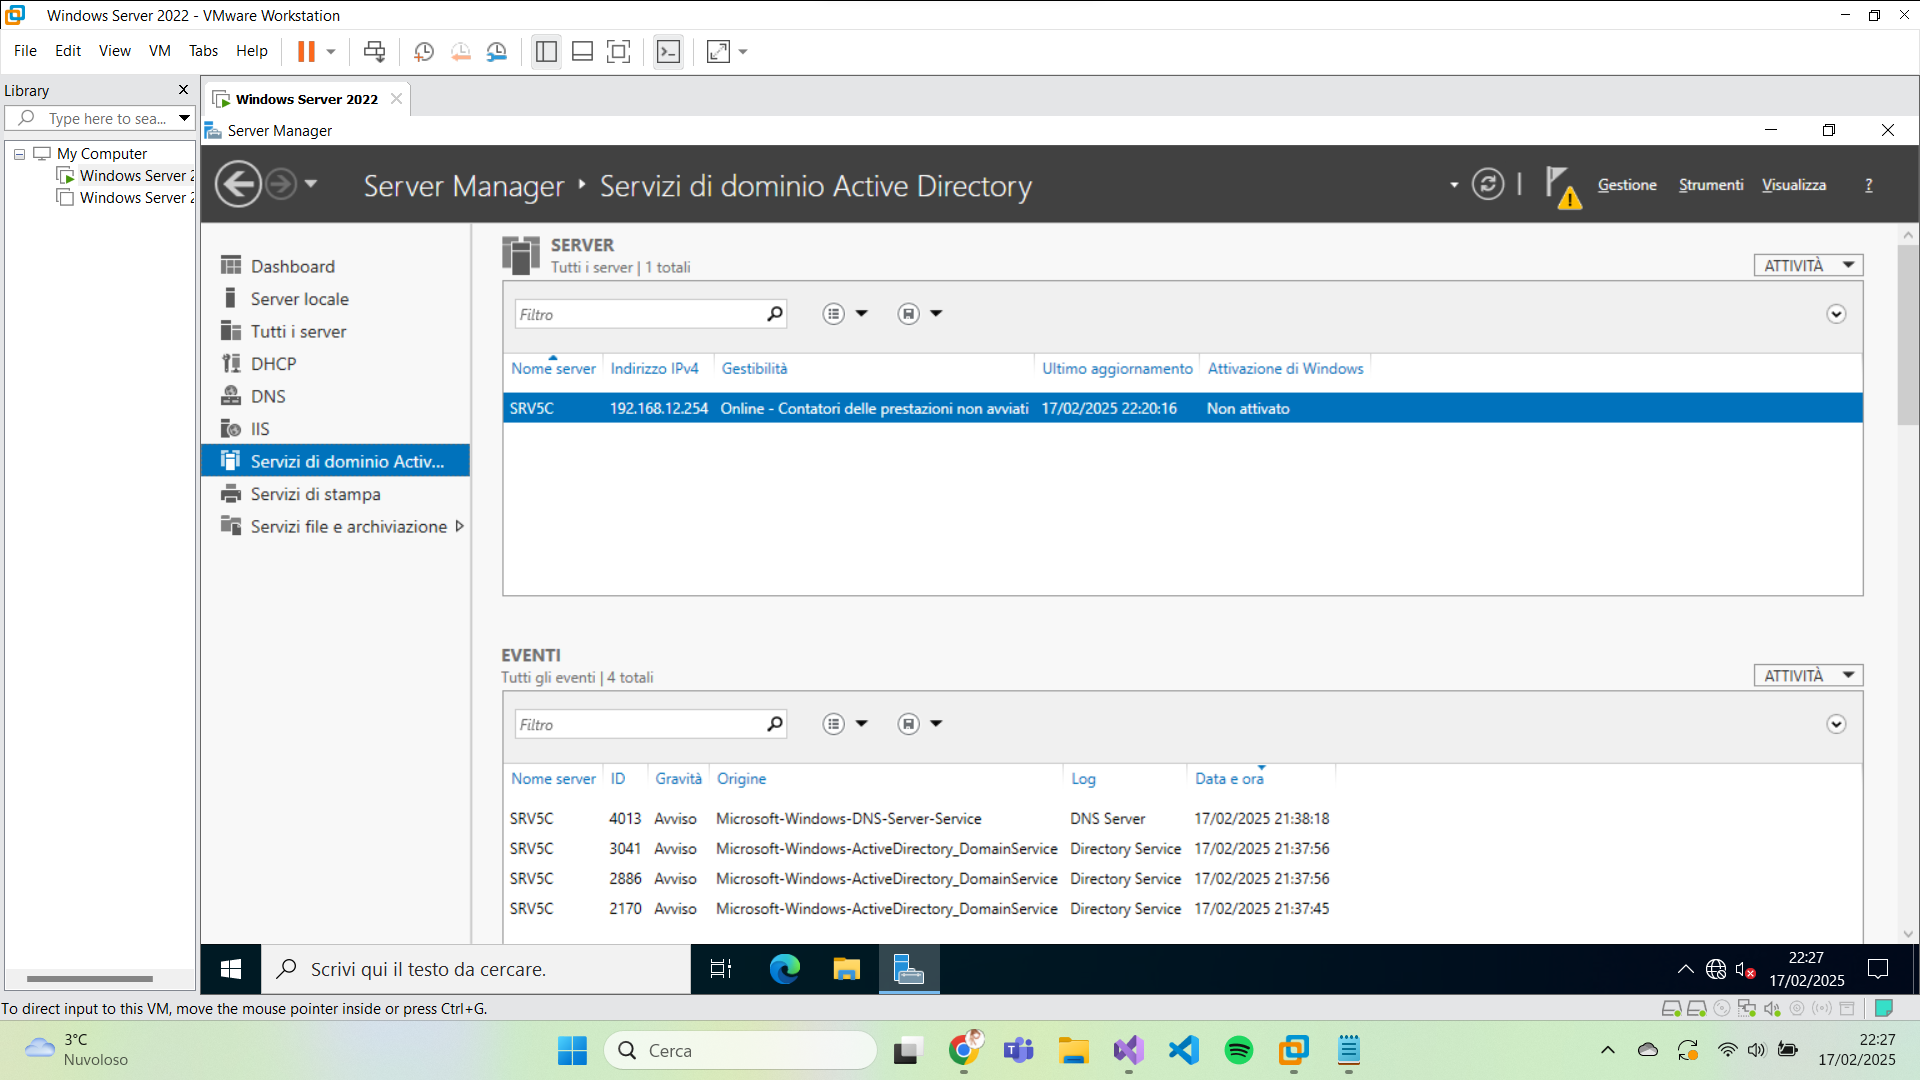 Windows Server 2022 - VMware Workstation
File Edit View VM Tabs Help
Library
Type here to sea...
My Computer
Windows Server 2
Windows Server 2
Windows Server 2022
Server Manager
Server Manager Servizi di dominio Active Directory
Gestione Strumenti Visualizza ?
Dashboard
Server locale
Tutti i server
DHCP
DNS
IIS
Servizi di dominio Activ...
Servizi di stampa
Servizi file e archiviazione
SERVER
Tutti i server | 1 totali
ATTIVITÀ
Filtro
Nome server Indirizzo IPv4 Gestibilità Ultimo aggiornamento Attivazione di Windows
SRV5C 192.168.12.254 Online - Contatori delle prestazioni non avviati 17/02/2025 22:20:16 Non attivato
EVENTI
Tutti gli eventi | 4 totali
ATTIVITÀ
Filtro
Nome server ID Gravità Origine Log Data e ora
SRV5C 4013 Avviso Microsoft-Windows-DNS-Server-Service DNS Server 17/02/2025 21:38:18
SRV5C 3041 Avviso Microsoft-Windows-ActiveDirectory_DomainService Directory Service 17/02/2025 21:37:56
SRV5C 2886 Avviso Microsoft-Windows-ActiveDirectory_DomainService Directory Service 17/02/2025 21:37:56
SRV5C 2170 Avviso Microsoft-Windows-ActiveDirectory_DomainService Directory Service 17/02/2025 21:37:45
Scrivi qui il testo da cercare.
22:27
17/02/2025
To direct input to this VM, move the mouse pointer inside or press Ctrl+G.
3°C
Nuvoloso
Cerca
22:27
17/02/2025